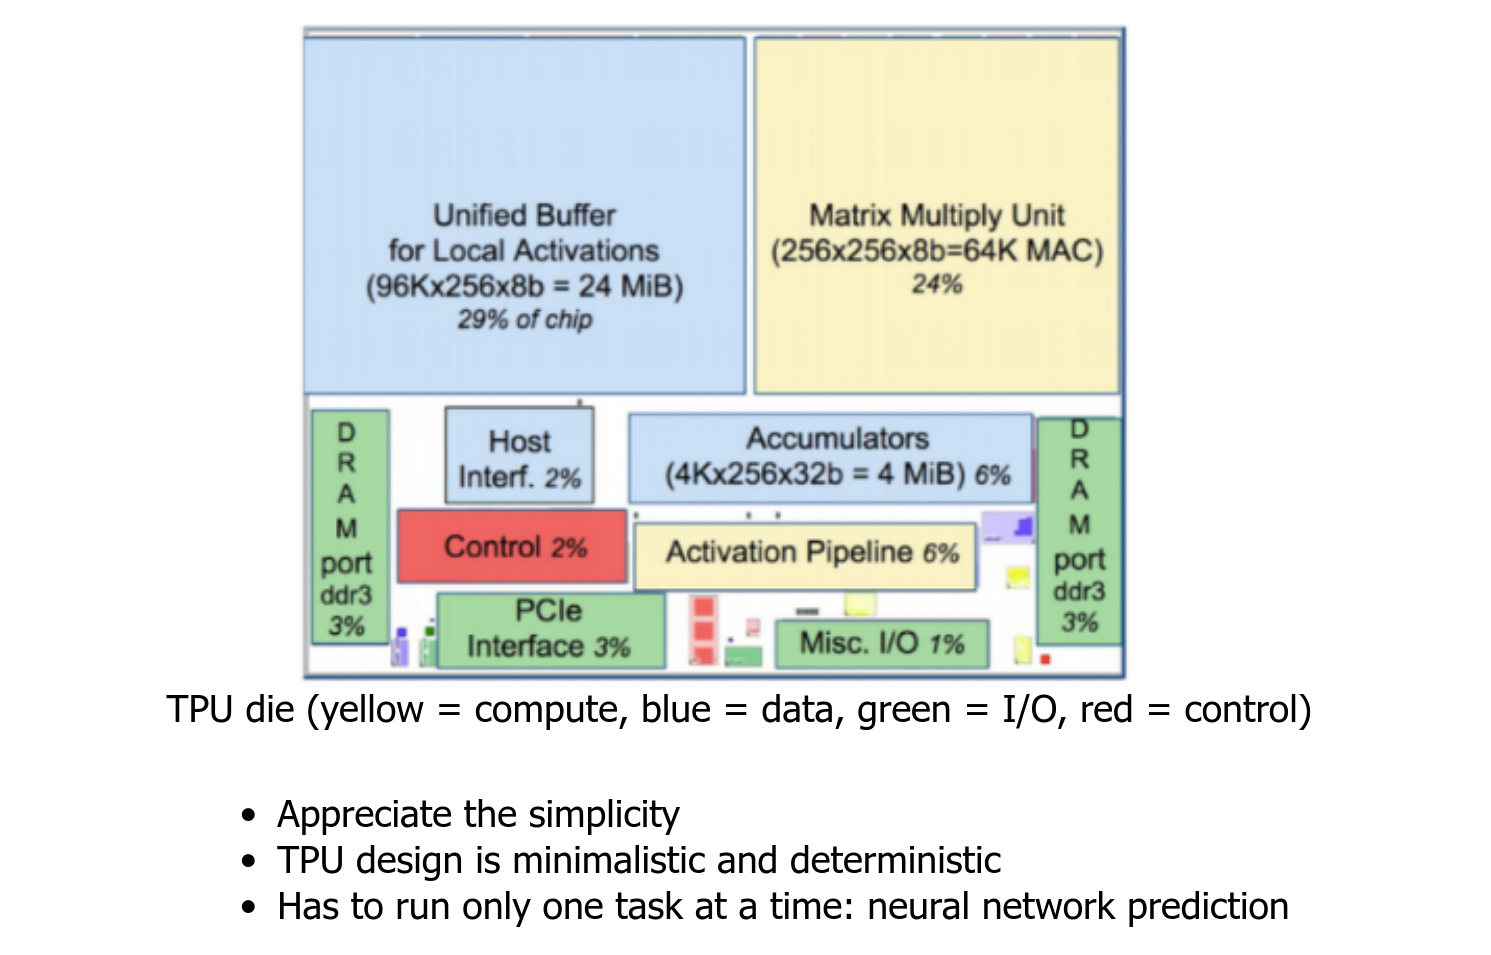 Unified Buffer
for Local Activations
(96Kx256x8b = 24 MiB)
29% of chip
Matrix Multiply Unit
(256x256x8b=64K MAC)
24%
D
R
A
M
port
ddr3
3%
Host
Interf. 2%
Accumulators
(4Kx256x32b = 4 MiB) 6%
Control 2%
Activation Pipeline 6%
PCIe
Interface 3%
Misc. I/O 1%
D
R
A
M
port
ddr3
3%
TPU die (yellow = compute, blue = data, green = I/O, red = control)
• Appreciate the simplicity
• TPU design is minimalistic and deterministic
• Has to run only one task at a time: neural network prediction